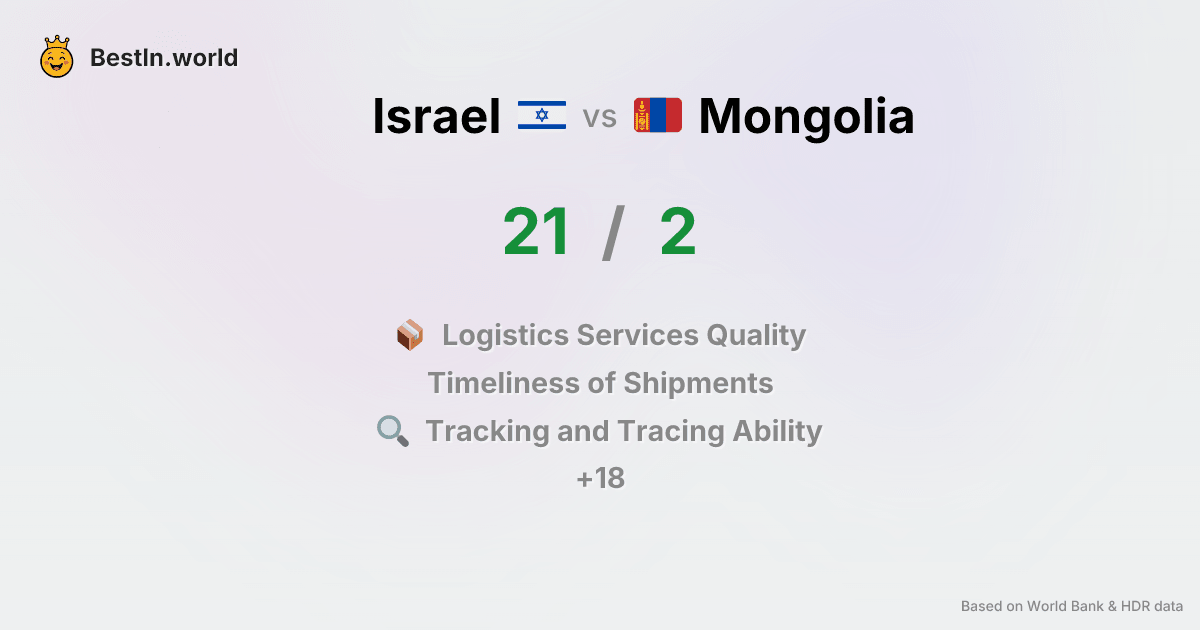 BestIn.world
Israel vs Mongolia
21 / 2
Logistics Services Quality
Timeliness of Shipments
Tracking and Tracing Ability
+18
Based on World Bank & HDR data